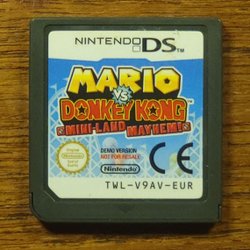 NINTENDO DS
MARIO
VS.
DONKEY KONG
MINI-LAND MAYHEM!
DEMO VERSION
NOT FOR RESALE
Nintendo
CE
TWL-V9AV-EUR